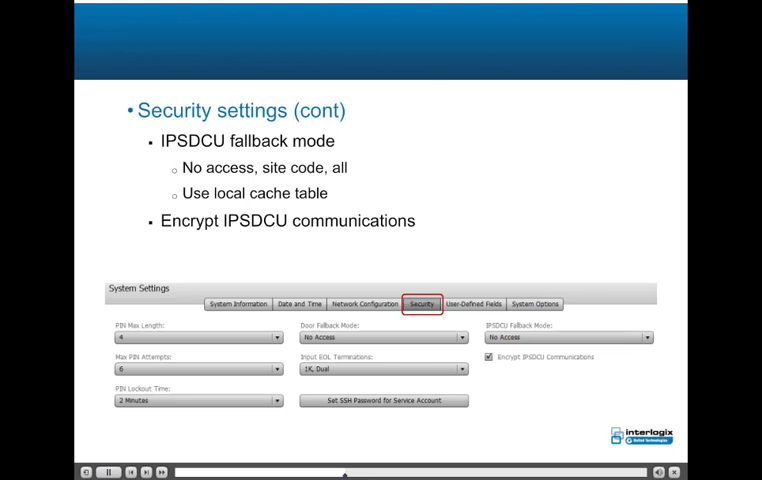 • Security settings (cont)
▪ IPSDCU fallback mode
○ No access, site code, all
○ Use local cache table
▪ Encrypt IPSDCU communications
System Settings
System Information Date and Time Network Configuration Security User-Defined Fields System Options
PIN Max Length: Door Fallback Mode: IPSDCU Fallback Mode:
4 No Access No Access
Max PIN Attempts: Input EOL Terminations: Encrypt IPSDCU Communications
6 1K, Dual
PIN Lockout Time:
2 Minutes Set SSH Password for Service Account
interlogix
United Technologies